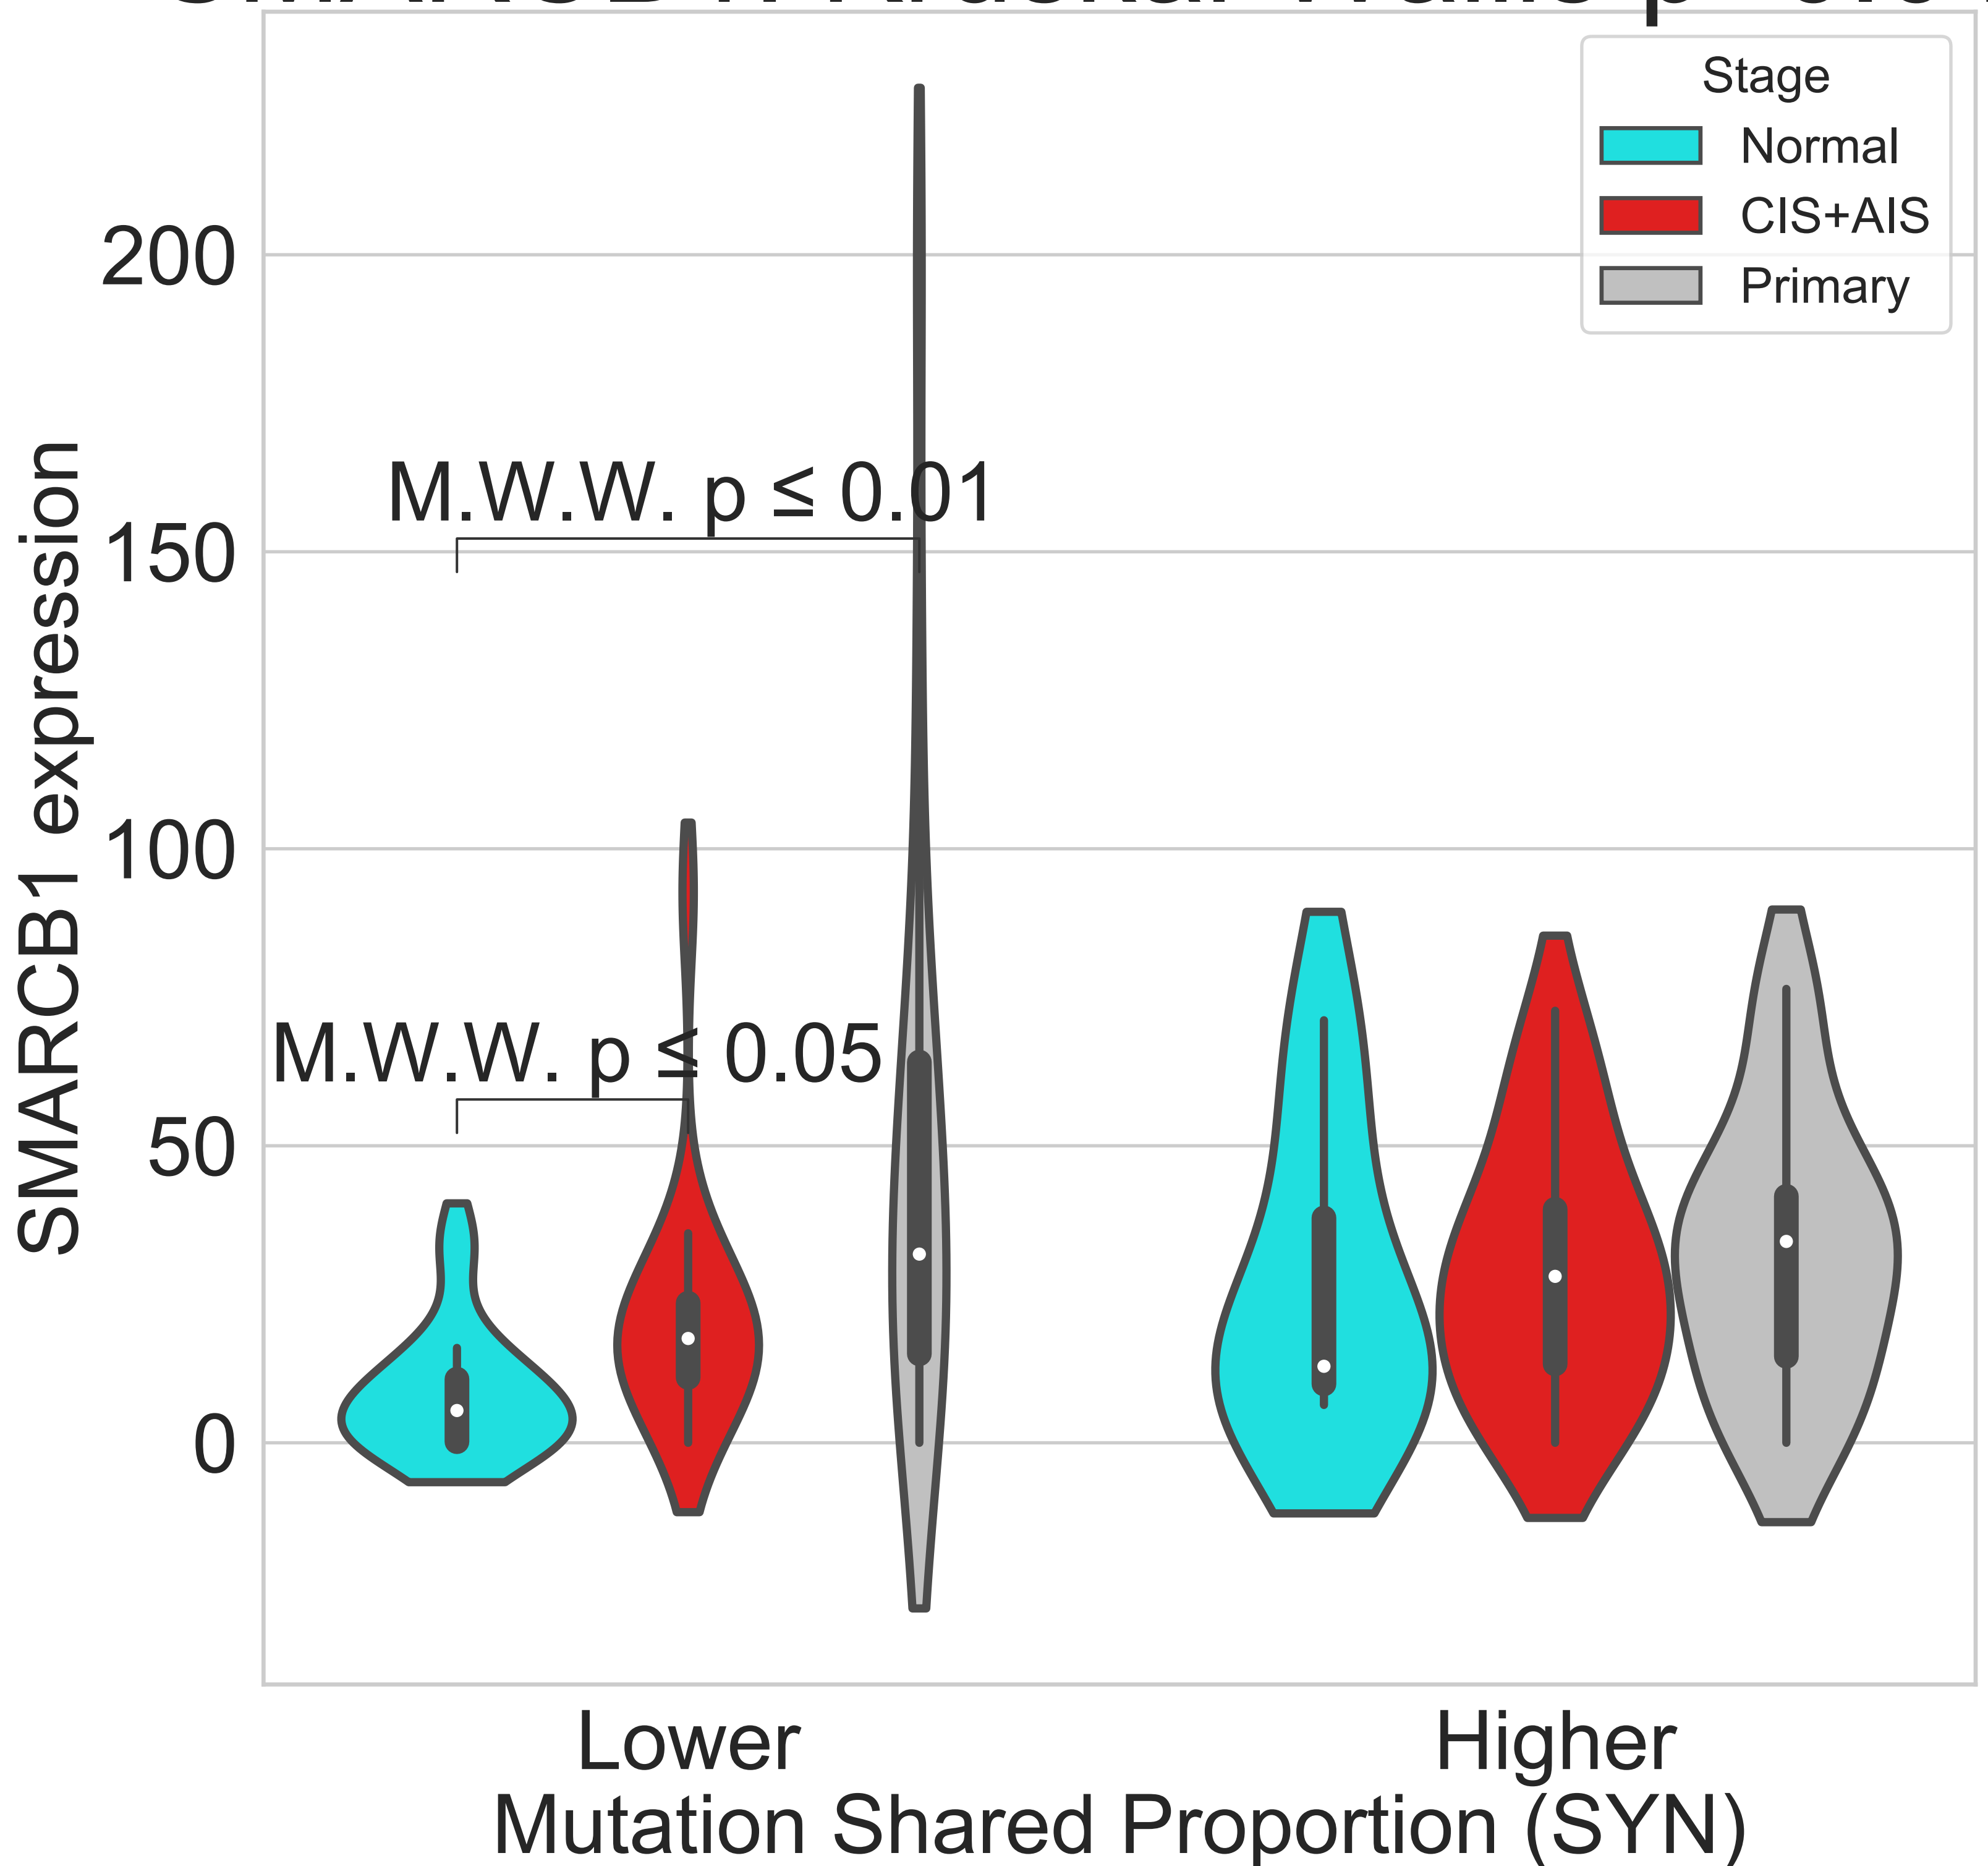 Stage
Normal
CIS+AIS
Primary
200
150
100
50
0
SMARCB1 expression
M.W.W. p ≤ 0.01
M.W.W. p ≤ 0.05
Lower
Higher
Mutation Shared Proportion (SYN)